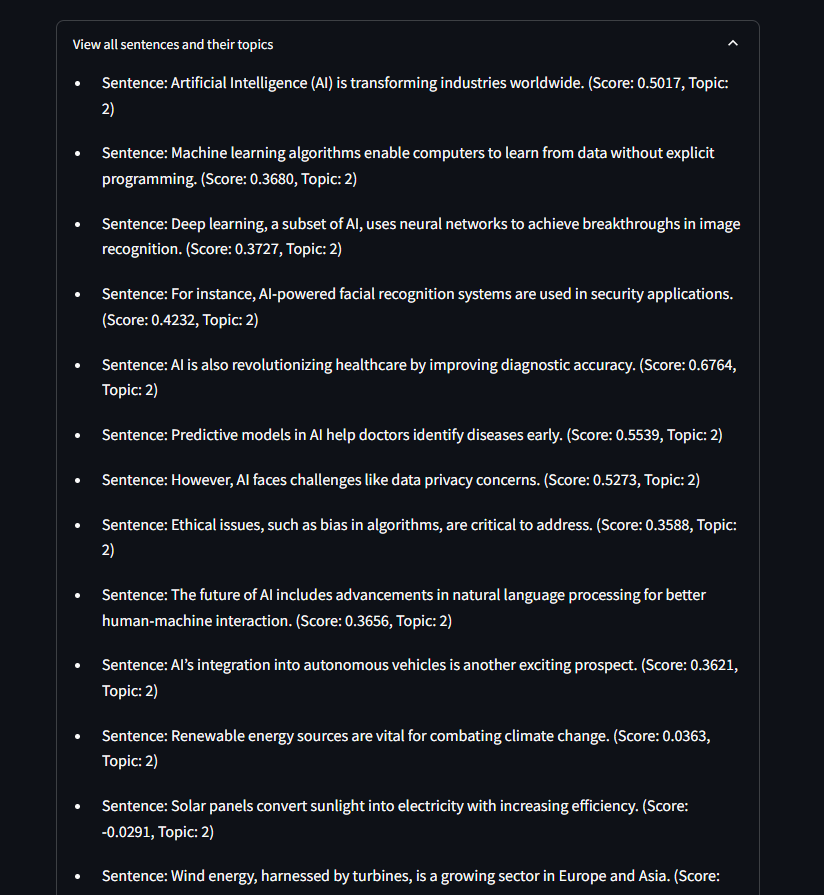 View all sentences and their topics
• Sentence: Artificial Intelligence (AI) is transforming industries worldwide. (Score: 0.5017, Topic:
2)
• Sentence: Machine learning algorithms enable computers to learn from data without explicit
programming. (Score: 0.3680, Topic: 2)
• Sentence: Deep learning, a subset of AI, uses neural networks to achieve breakthroughs in image
recognition. (Score: 0.3727, Topic: 2)
• Sentence: For instance, AI-powered facial recognition systems are used in security applications.
(Score: 0.4232, Topic: 2)
• Sentence: AI is also revolutionizing healthcare by improving diagnostic accuracy. (Score: 0.6764,
Topic: 2)
• Sentence: Predictive models in AI help doctors identify diseases early. (Score: 0.5539, Topic: 2)
• Sentence: However, AI faces challenges like data privacy concerns. (Score: 0.5273, Topic: 2)
• Sentence: Ethical issues, such as bias in algorithms, are critical to address. (Score: 0.3588, Topic:
2)
• Sentence: The future of AI includes advancements in natural language processing for better
human-machine interaction. (Score: 0.3656, Topic: 2)
• Sentence: AI’s integration into autonomous vehicles is another exciting prospect. (Score: 0.3621,
Topic: 2)
• Sentence: Renewable energy sources are vital for combating climate change. (Score: 0.0363,
Topic: 2)
• Sentence: Solar panels convert sunlight into electricity with increasing efficiency. (Score:
-0.0291, Topic: 2)
• Sentence: Wind energy, harnessed by turbines, is a growing sector in Europe and Asia. (Score: